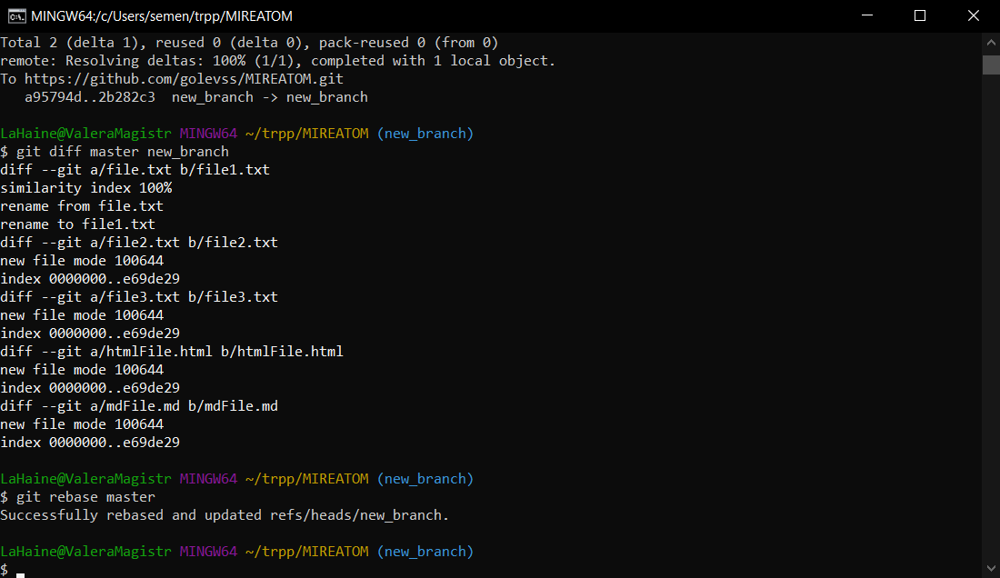 MINGW64:/c/Users/semen/trpp/MIREATOM
Total 2 (delta 1), reused 0 (delta 0), pack-reused 0 (from 0)
remote: Resolving deltas: 100% (1/1), completed with 1 local object.
To https://github.com/golevss/MIREATOM.git
   a95794d..2b282c3  new_branch -> new_branch
LaHaine@ValeraMagistr MINGW64 ~/trpp/MIREATOM (new_branch)
$ git diff master new_branch
diff --git a/file.txt b/file1.txt
similarity index 100%
rename from file.txt
rename to file1.txt
diff --git a/file2.txt b/file2.txt
new file mode 100644
index 0000000..e69de29
diff --git a/file3.txt b/file3.txt
new file mode 100644
index 0000000..e69de29
diff --git a/htmlFile.html b/htmlFile.html
new file mode 100644
index 0000000..e69de29
diff --git a/mdFile.md b/mdFile.md
new file mode 100644
index 0000000..e69de29
LaHaine@ValeraMagistr MINGW64 ~/trpp/MIREATOM (new_branch)
$ git rebase master
Successfully rebased and updated refs/heads/new_branch.
LaHaine@ValeraMagistr MINGW64 ~/trpp/MIREATOM (new_branch)
$